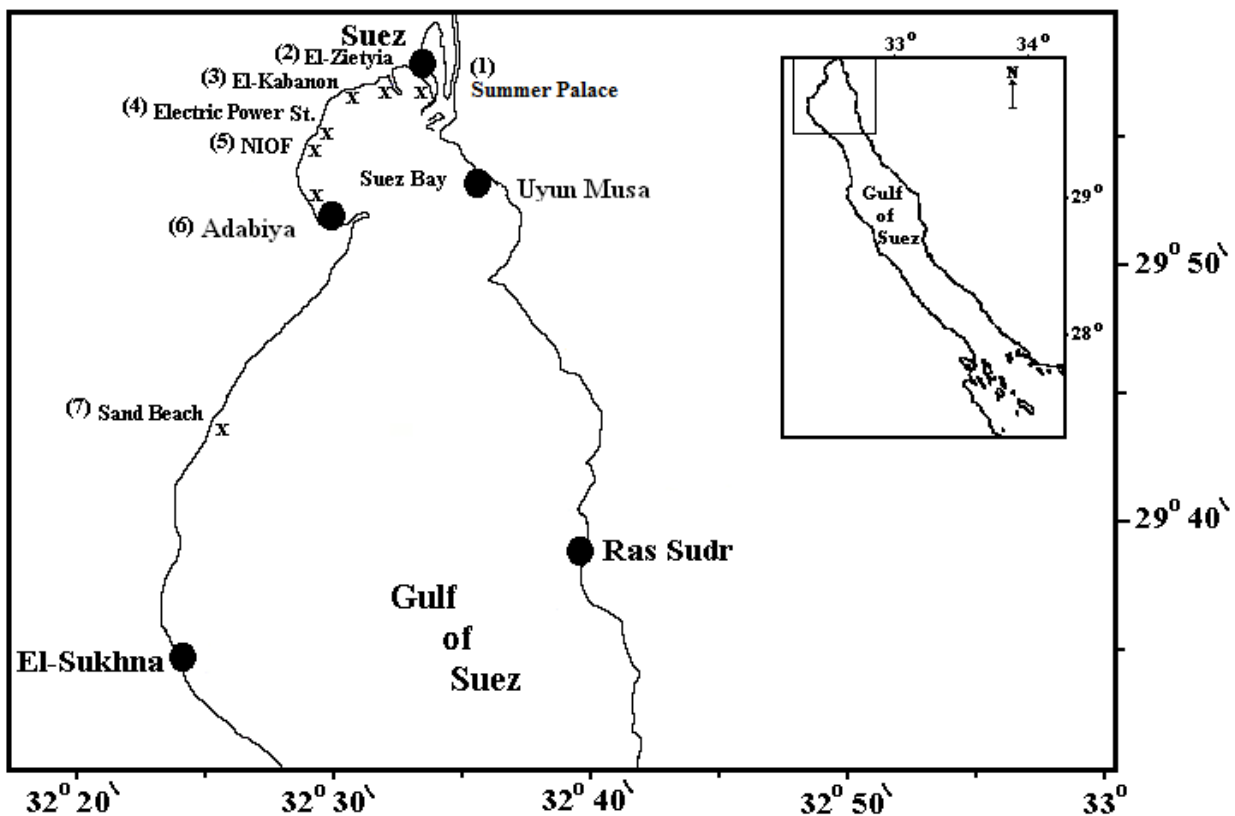 Suez
(1)
Summer Palace
(2) El-Zietyia
(3) El-Kabanon
(4) Electric Power St.
(5) NIOF
Suez Bay
Uyun Musa
(6) Adabiya
(7) Sand Beach
Ras Sudr
Gulf
of
Suez
El-Sukhna
x
x
x
x
x
x
x
33°
34°
N
Gulf
of
Suez
29°
28°
29° 50\
29° 40\
32° 20\
32° 30\
32° 40\
32° 50\
33°